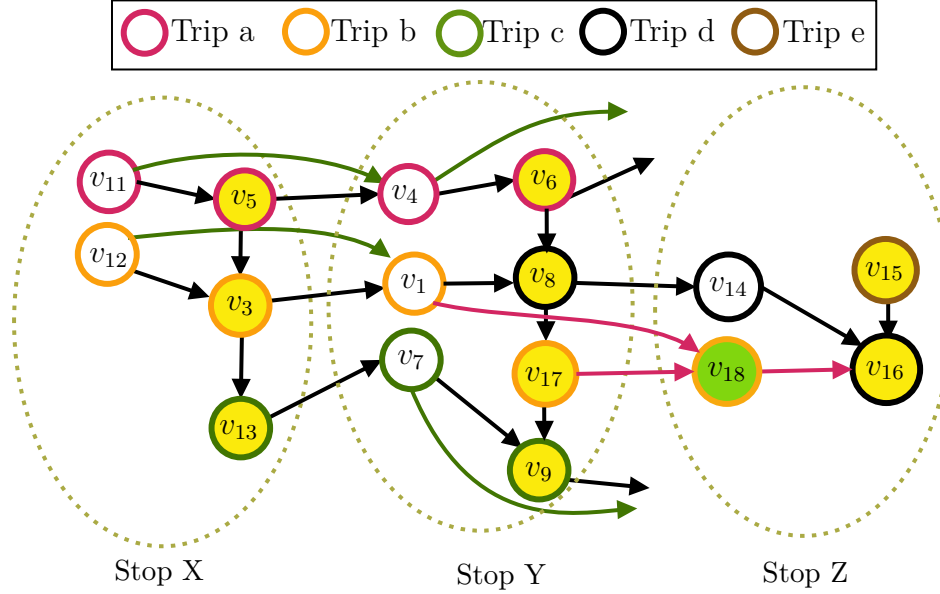 Trip a Trip b Trip c Trip d Trip e
v11 v5 v4 v6
v12 v3 v1 v8 v14 v15
v13 v7 v17 v18 v16
v9
Stop X Stop Y Stop Z